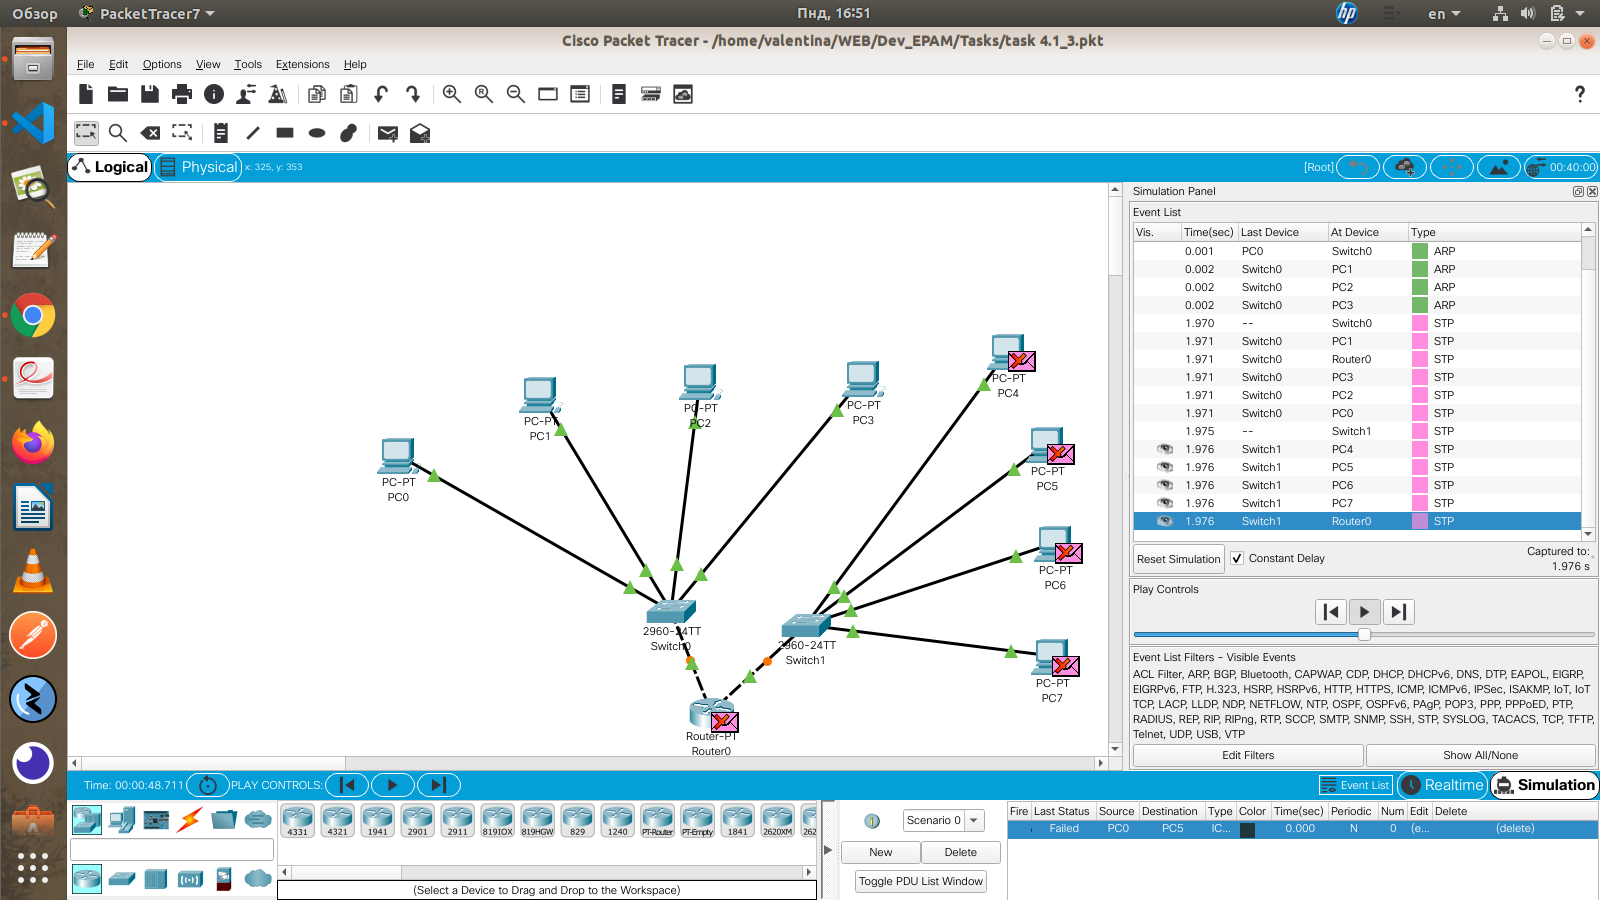 Обзор PacketTracer7 Пнд, 16:51 en
Cisco Packet Tracer - /home/valentina/WEB/Dev_EPAM/Tasks/task 4.1_3.pkt
File Edit Options View Tools Extensions Help
Logical Physical x: 325, y: 353 [Root] 00:40:00
Simulation Panel
Event List
Vis. Time(sec) Last Device At Device Type
0.001 PC0 Switch0 ARP
0.002 Switch0 PC1 ARP
0.002 Switch0 PC2 ARP
0.002 Switch0 PC3 ARP
1.970 -- Switch0 STP
1.971 Switch0 PC1 STP
1.971 Switch0 Router0 STP
1.971 Switch0 PC3 STP
1.971 Switch0 PC2 STP
1.971 Switch0 PC0 STP
1.975 -- Switch1 STP
1.976 Switch1 PC4 STP
1.976 Switch1 PC5 STP
1.976 Switch1 PC6 STP
1.976 Switch1 PC7 STP
1.976 Switch1 Router0 STP
Reset Simulation Constant Delay Captured to:
1.976 s
Play Controls
Event List Filters - Visible Events
ACL Filter, ARP, BGP, Bluetooth, CAPWAP, CDP, DHCP, DHCPv6, DNS, DTP, EAPOL, EIGRP,
EIGRPv6, FTP, H.323, HSRP, HSRPv6, HTTP, HTTPS, ICMP, ICMPv6, IPSec, ISAKMP, IoT, IoT
TCP, LACP, LLDP, NDP, NETFLOW, NTP, OSPF, OSPFv6, PAgP, POP3, PPP, PPPoED, PTP,
RADIUS, REP, RIP, RIPng, RTP, SCCP, SMTP, SNMP, SSH, STP, SYSLOG, TACACS, TCP, TFTP,
Telnet, UDP, USB, VTP
Edit Filters Show All/None
PC-PT
PC0
PC-PT
PC1
PC-PT
PC2
PC-PT
PC3
PC-PT
PC4
PC-PT
PC5
PC-PT
PC6
PC-PT
PC7
2960-24TT
Switch0
2960-24TT
Switch1
Router-PT
Router0
Time: 00:00:48.711 PLAY CONTROLS: Event List Realtime Simulation
4331 4321 1941 2901 2911 819IOX 819HGW 829 1240 PT-Router PT-Empty 1841 2620XM 262
(Select a Device to Drag and Drop to the Workspace)
Scenario 0
New Delete
Toggle PDU List Window
Fire Last Status Source Destination Type Color Time(sec) Periodic Num Edit Delete
Failed PC0 PC5 IC... 0.000 N 0 (e... (delete)